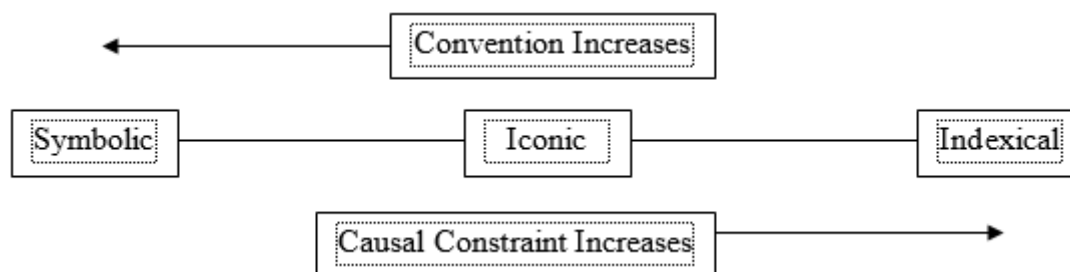 Convention Increases
Symbolic
Iconic
Indexical
Causal Constraint Increases